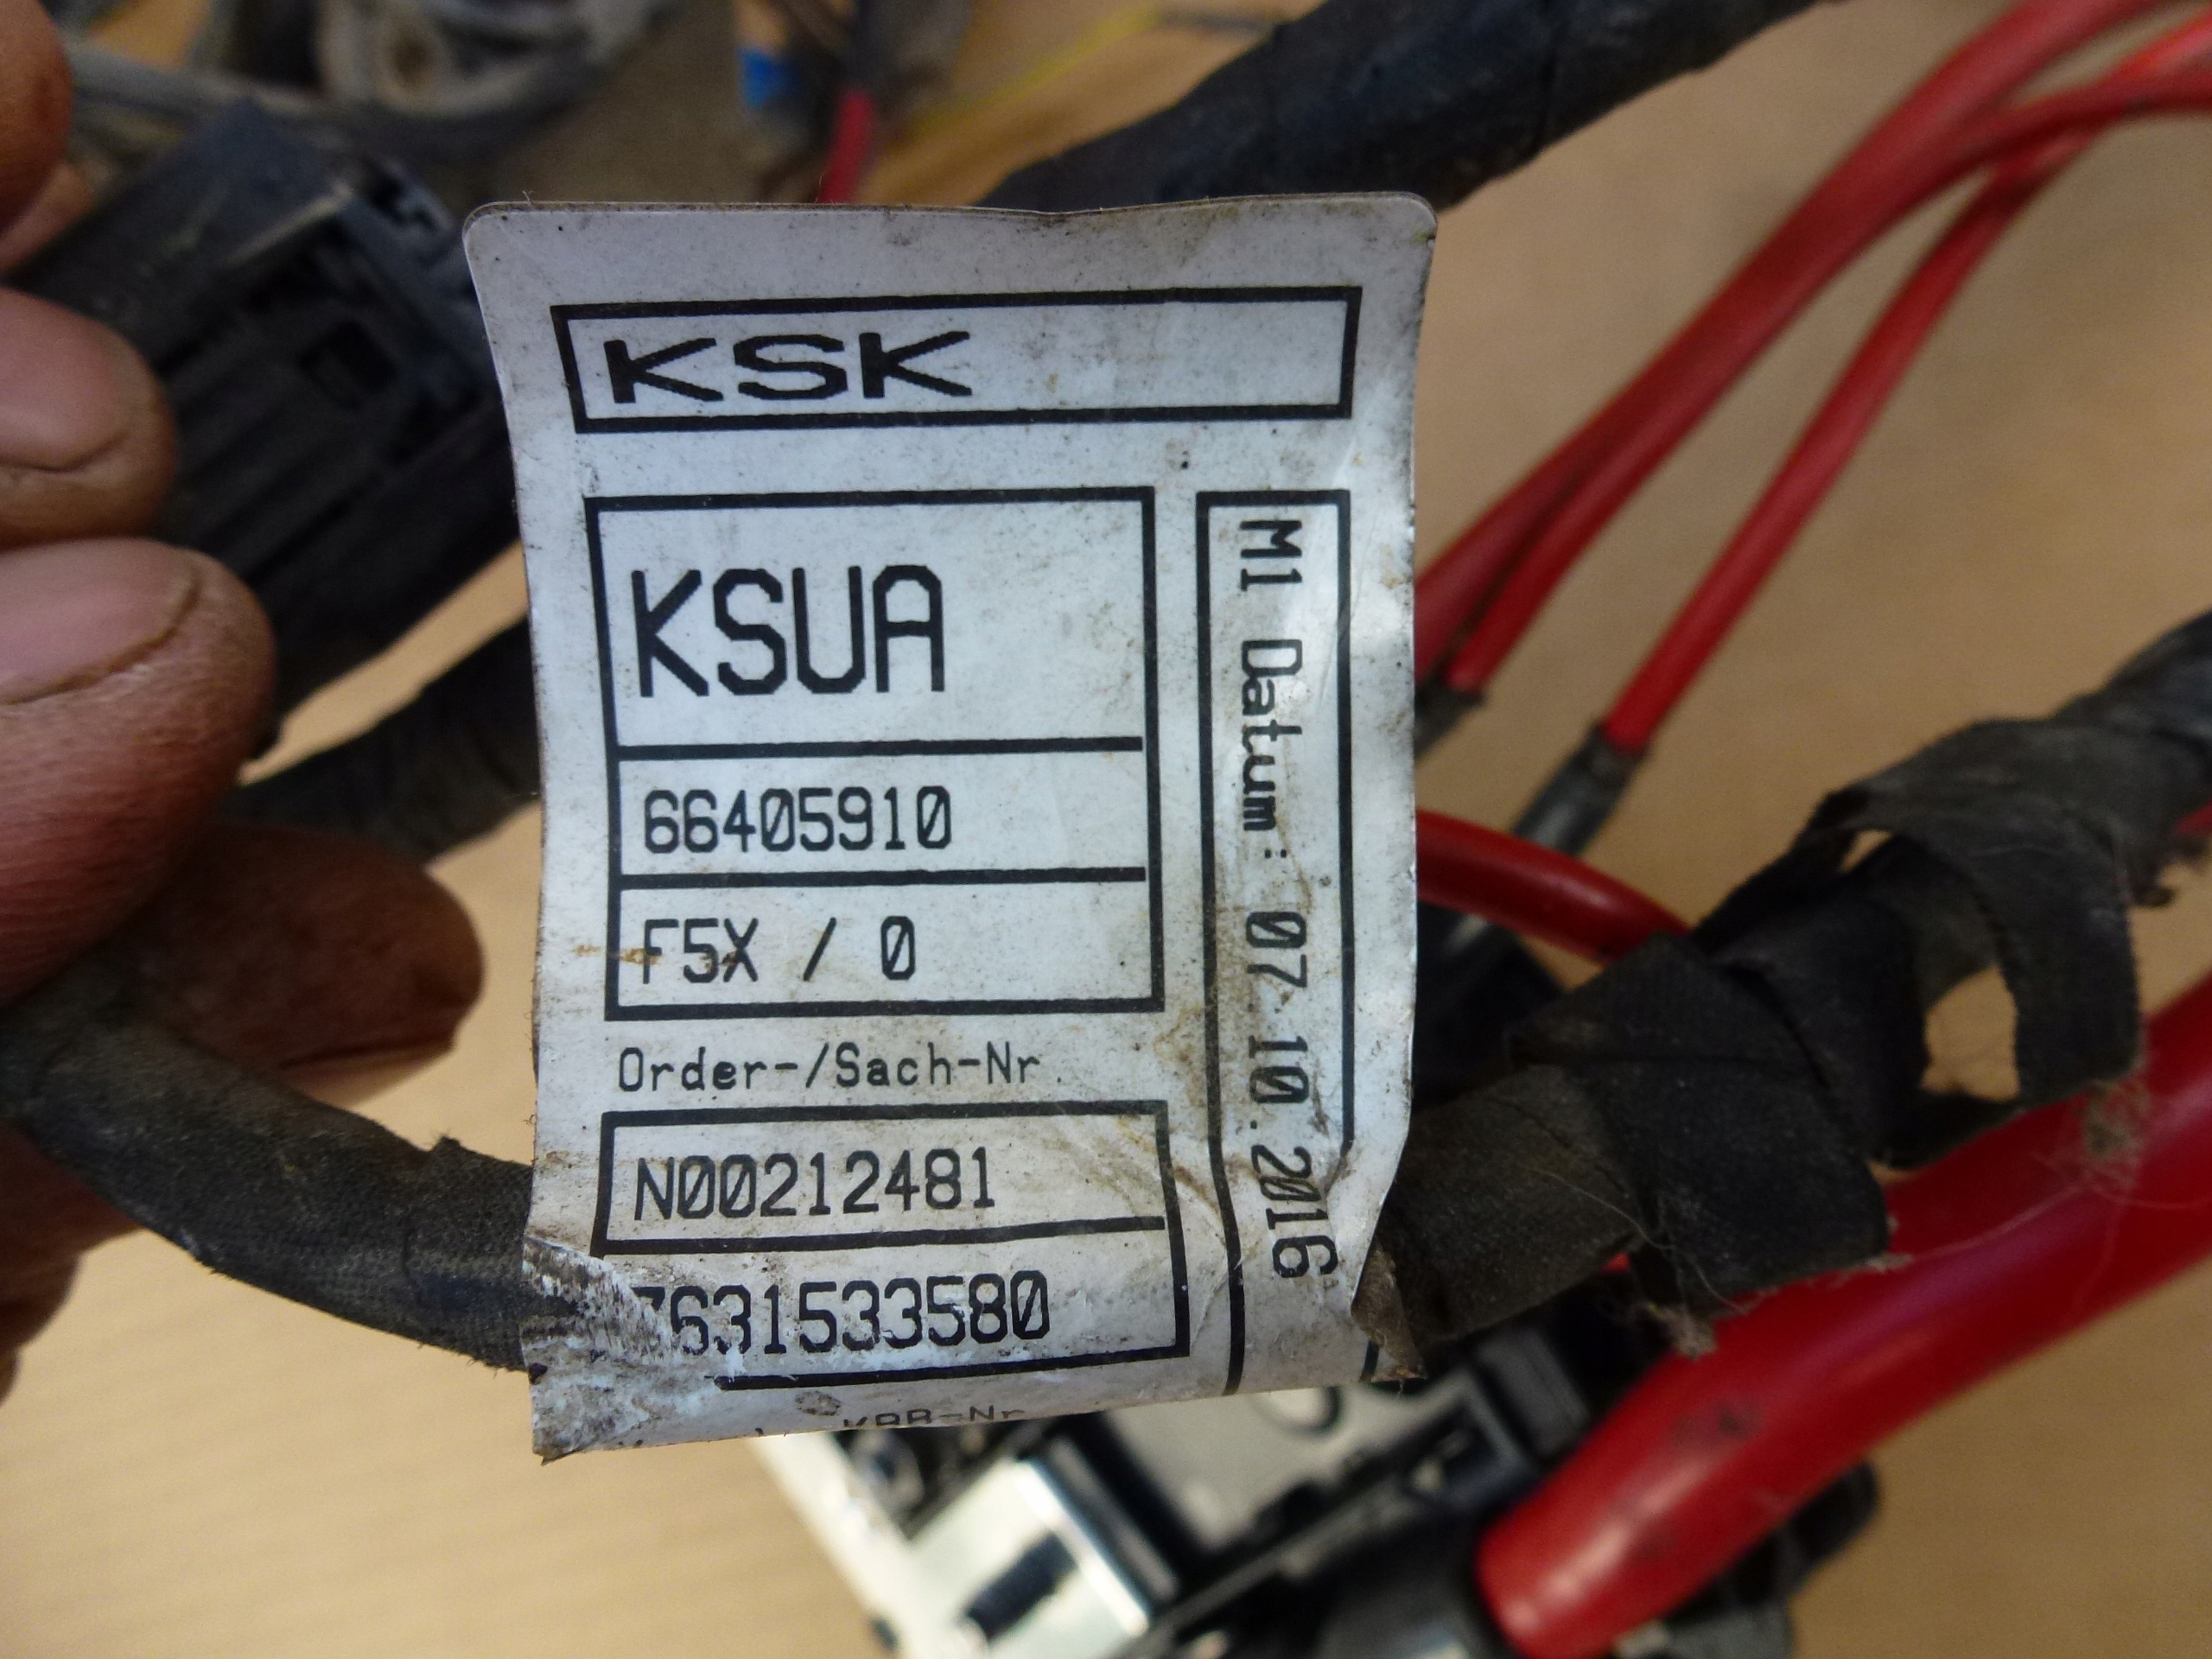 KSK
KSUA
66405910
F5X / 0
Order-/Sach-Nr
N00212481
7631533580
M1 Datum: 07.10.2016